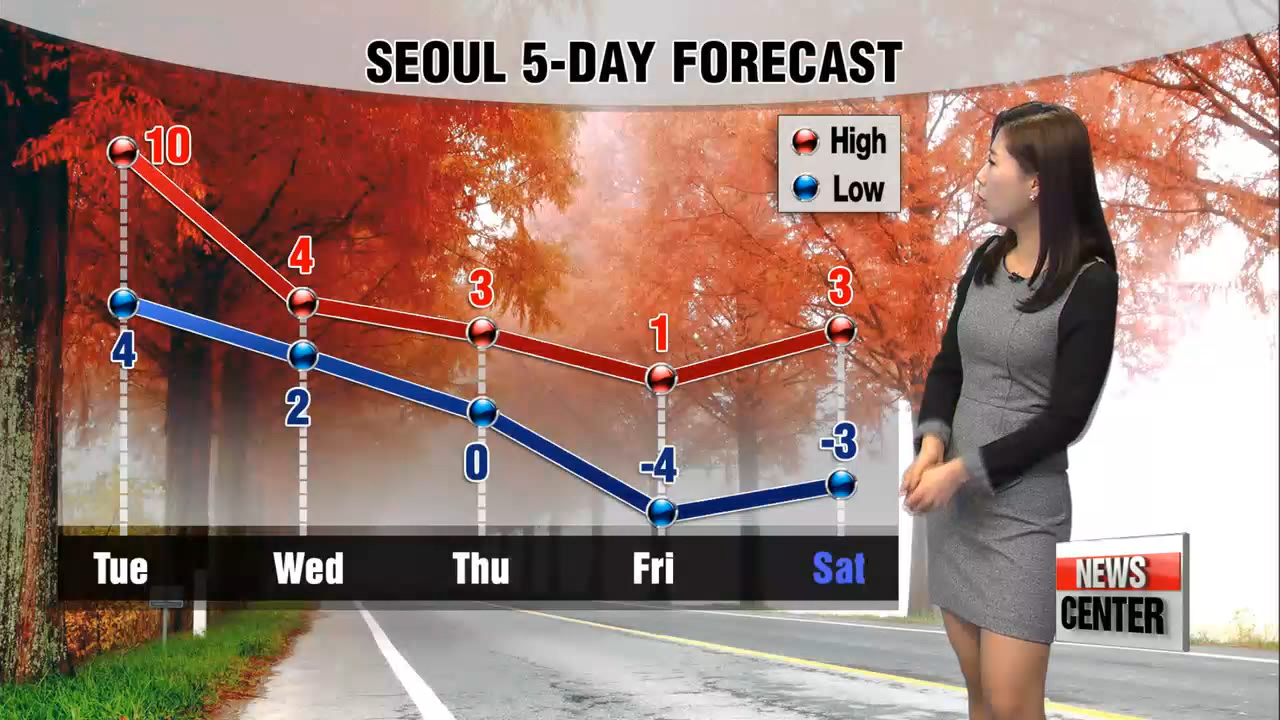 SEOUL 5-DAY FORECAST
High
Low
10
4
3
1
3
4
2
0
-4
-3
Tue Wed Thu Fri Sat
NEWS
CENTER